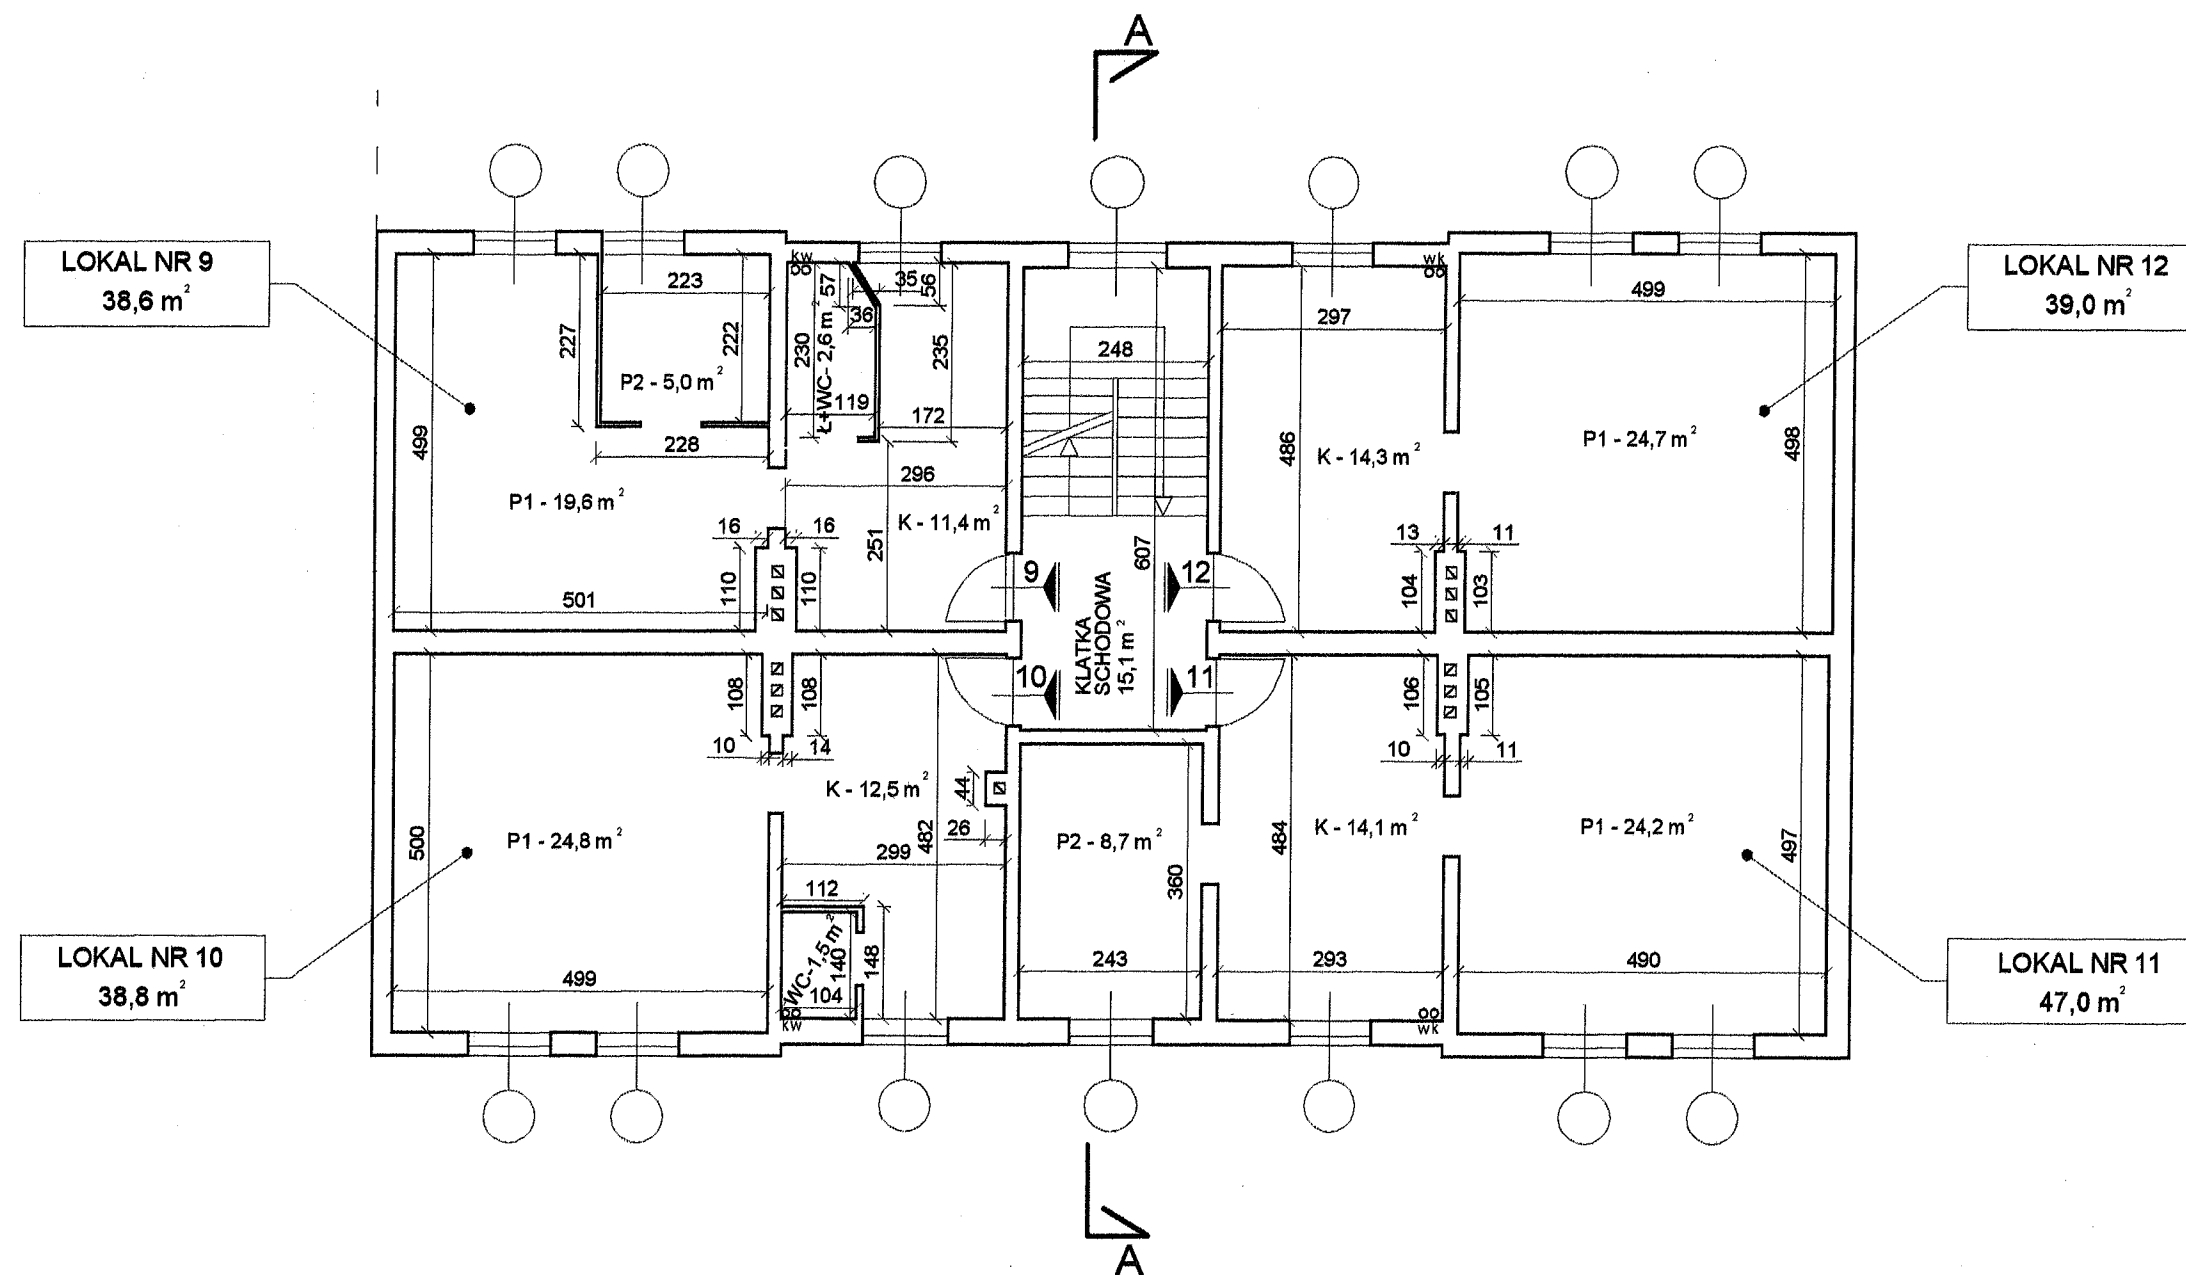 A
LOKAL NR 9
38,6 m²
LOKAL NR 12
39,0 m²
kw
wk
223
57
35
56
36
499
297
227
222
230
Ł+WC- 2,6 m²
235
248
P2 - 5,0 m²
119
172
499
228
486
K - 14,3 m²
P1 - 24,7 m²
498
296
P1 - 19,6 m²
K - 11,4 m²
16
16
251
607
13
11
110
110
9
12
104
103
501
KLATKA
SCHODOWA
15,1 m²
108
108
10
11
106
105
10
14
10
11
K - 12,5 m²
44
26
482
500
P1 - 24,8 m²
299
P2 - 8,7 m²
360
484
K - 14,1 m²
P1 - 24,2 m²
497
112
WC-1,5 m²
140
148
104
kw
499
243
293
490
wk
LOKAL NR 10
38,8 m²
LOKAL NR 11
47,0 m²
A